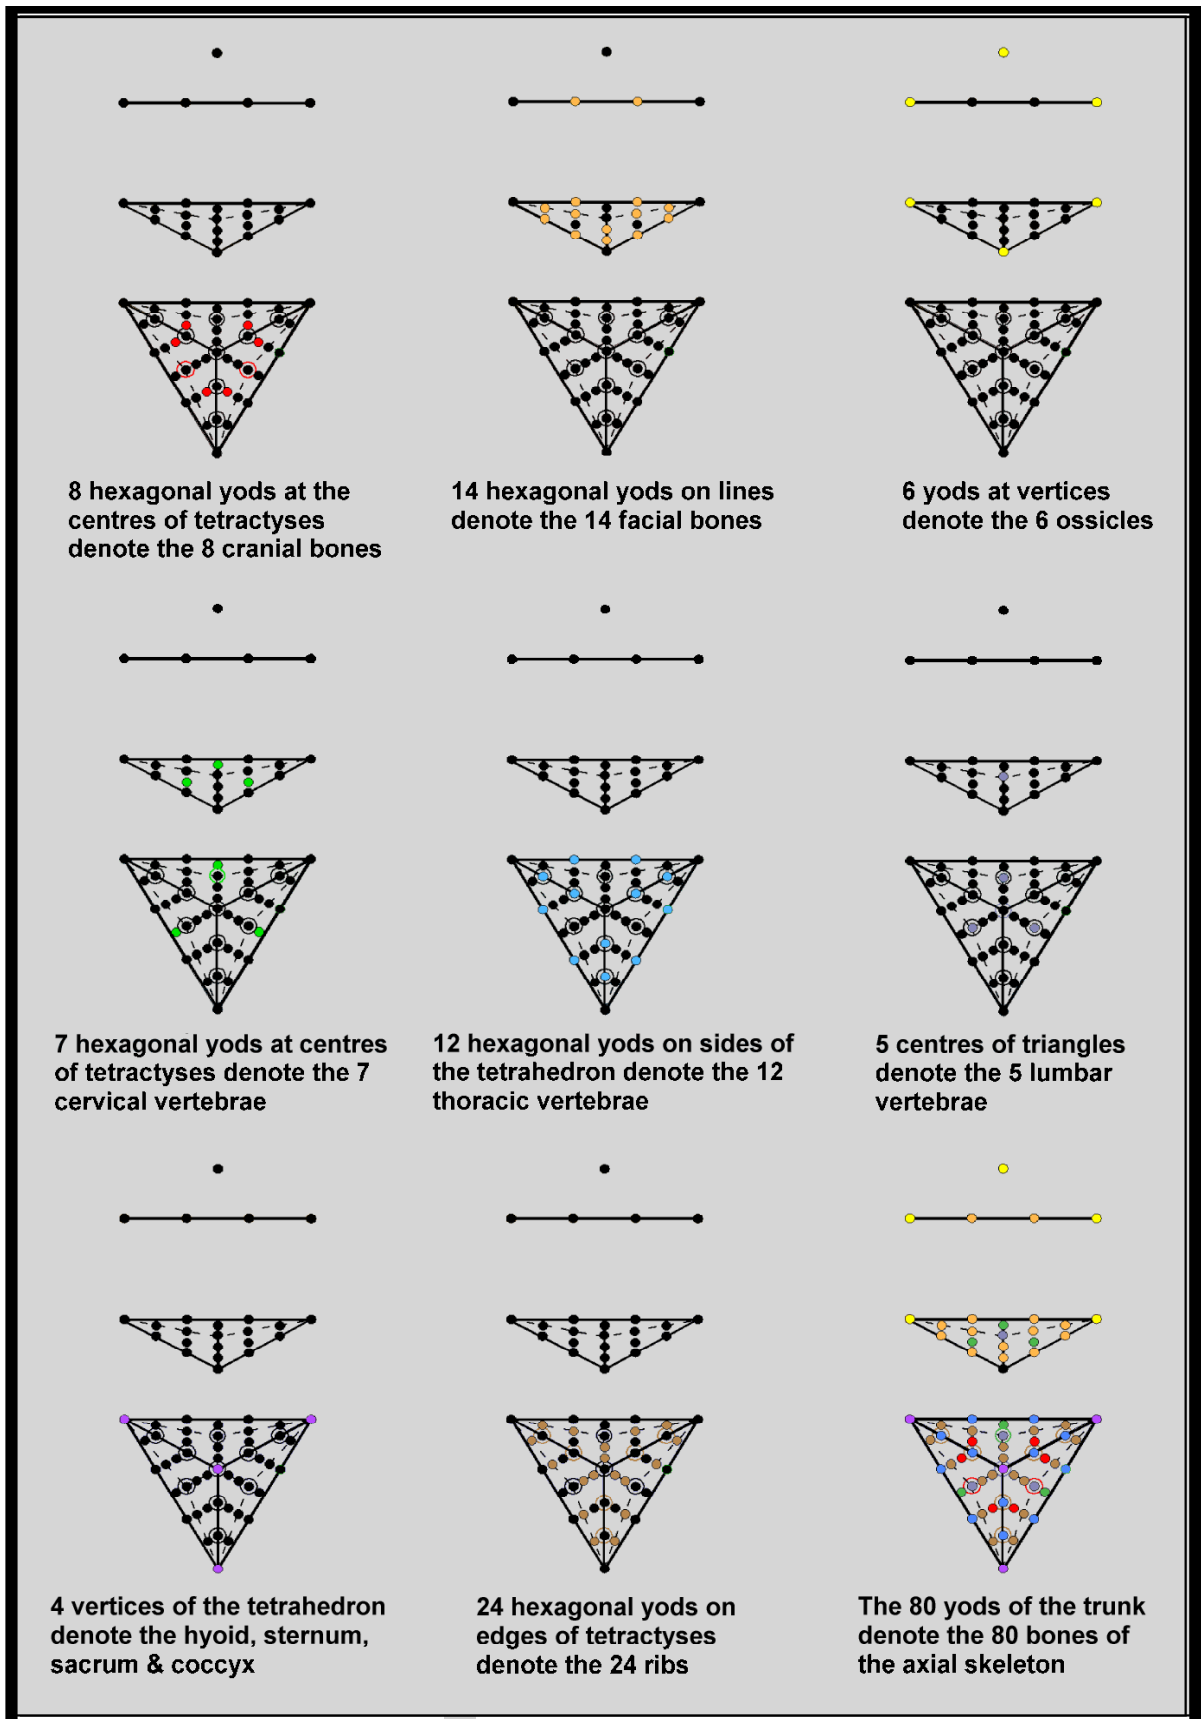 8 hexagonal yods at the
centres of tetractyses
denote the 8 cranial bones
14 hexagonal yods on lines
denote the 14 facial bones
6 yods at vertices
denote the 6 ossicles
7 hexagonal yods at centres
of tetractyses denote the 7
cervical vertebrae
12 hexagonal yods on sides of
the tetrahedron denote the 12
thoracic vertebrae
5 centres of triangles
denote the 5 lumbar
vertebrae
4 vertices of the tetrahedron
denote the hyoid, sternum,
sacrum & coccyx
24 hexagonal yods on
edges of tetractyses
denote the 24 ribs
The 80 yods of the trunk
denote the 80 bones of
the axial skeleton